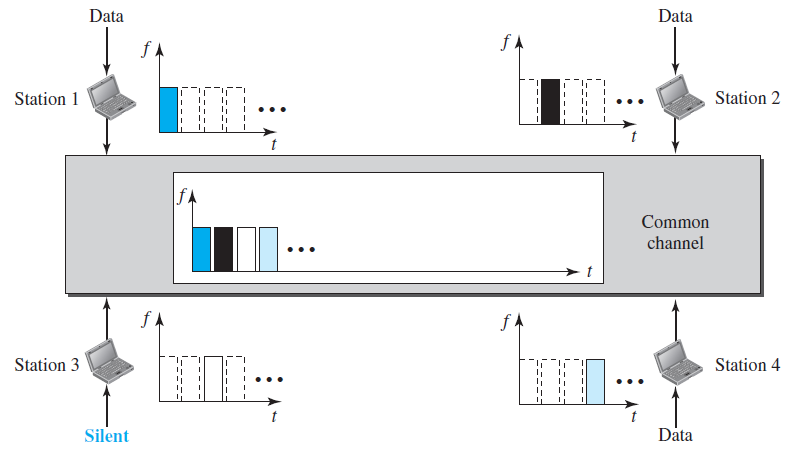 Data
Data
f
f
Station 1
Station 2
t
t
f
Common
channel
t
f
f
Station 3
Station 4
t
t
Silent
Data